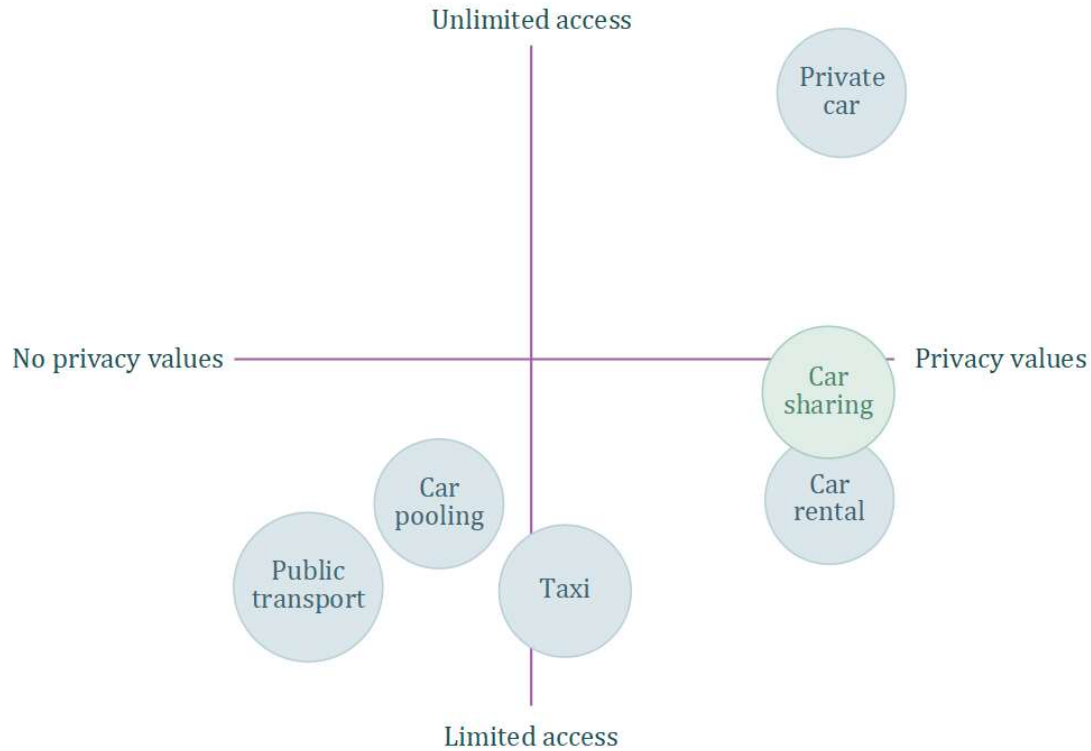 Unlimited access
Private
car
No privacy values
Privacy values
Car
sharing
Car
pooling
Car
rental
Public
transport
Taxi
Limited access